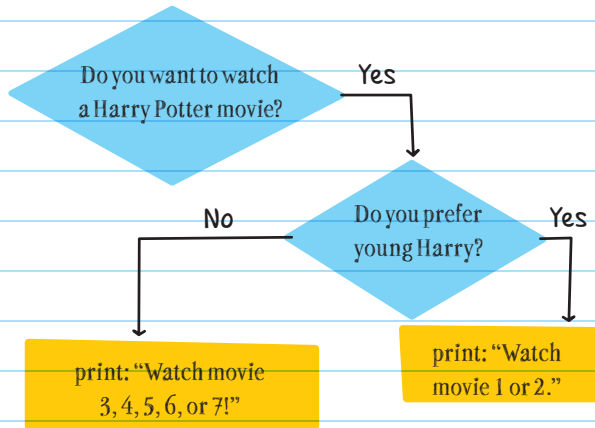 Do you want to watch
a Harry Potter movie?
Yes
Do you prefer
young Harry?
No
Yes
print: “Watch movie
3, 4, 5, 6, or 7!”
print: “Watch
movie 1 or 2.”